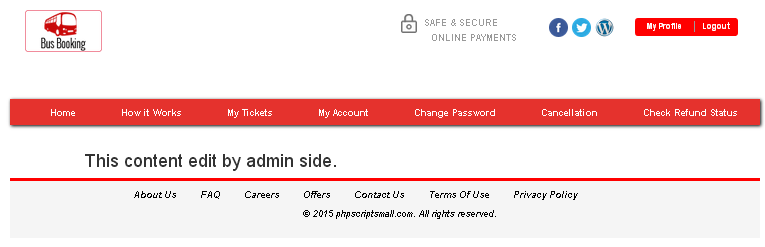 Bus Booking
SAFE & SECURE
ONLINE PAYMENTS
My Profile | Logout
Home How it Works My Tickets My Account Change Password Cancellation Check Refund Status
This content edit by admin side.
About Us FAQ Careers Offers Contact Us Terms Of Use Privacy Policy
© 2015 phpscriptsmall.com. All rights reserved.